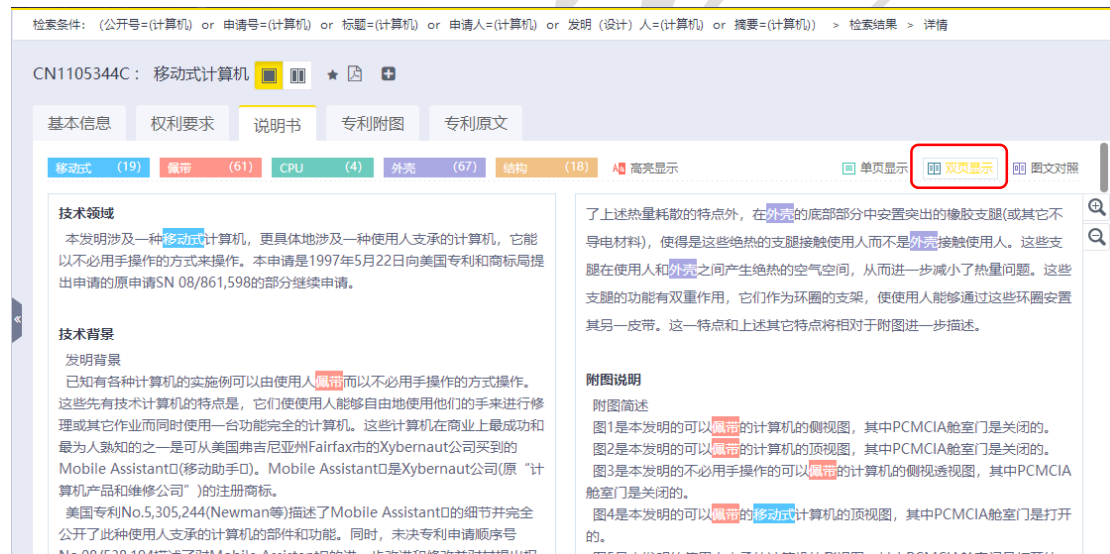 检索条件: (公开号=(计算机) or 申请号=(计算机) or 标题=(计算机) or 申请人=(计算机) or 发明（设计）人=(计算机) or 摘要=(计算机)) > 检索结果 > 详情
CN1105344C: 移动式计算机
基本信息 权利要求 说明书 专利附图 专利原文
移动式 (19) 佩带 (61) CPU (4) 外壳 (67) 结构 (18) 高亮显示 单页显示 双页显示 图文对照
技术领域
本发明涉及一种移动式计算机，更具体地涉及一种使用人支承的计算机，它能
以不必用手操作的方式来操作。本申请是1997年5月22日向美国专利和商标局提
出申请的原申请SN 08/861,598的部分继续申请。
技术背景
发明背景
已知有各种计算机的实施例可以由使用人佩带而以不必用手操作的方式操作。
这些先有技术计算机的特点是，它们使使用人能够自由地使用他们的手来进行修
理或其它作业而同时使用一台功能完全的计算机。这些计算机在商业上最成功和
最为人熟知的之一是可从美国弗吉尼亚州Fairfax市的Xybernaut公司买到的
Mobile Assistant□(移动助手□)。Mobile Assistant□是Xybernaut公司(原“计
算机产品和维修公司”)的注册商标。
美国专利No.5,305,244(Newman等)描述了Mobile Assistant□的细节并完全
公开了此种使用人支承的计算机的部件和功能。同时，未决专利申请顺序号
了上述热量耗散的特点外，在外壳的底部部分中安置突出的橡胶支腿(或其它不
导电材料)，使得是这些绝热的支腿接触使用人而不是外壳接触使用人。这些支
腿在使用人和外壳之间产生绝热的空气空间，从而进一步减小了热量问题。这些
支腿的功能有双重作用，它们作为环圈的支架，使使用人能够通过这些环圈安置
其另一皮带。这一特点和上述其它特点将相对于附图进一步描述。
附图说明
附图简述
图1是本发明的可以佩带的计算机的侧视图，其中PCMCIA舱室门是关闭的。
图2是本发明的可以佩带的计算机的顶视图，其中PCMCIA舱室门是关闭的。
图3是本发明的不必用手操作的可以佩带的计算机的侧视透视图，其中PCMCIA
舱室门是关闭的。
图4是本发明的可以佩带的移动式计算机的顶视图，其中PCMCIA舱室门是打开
的。